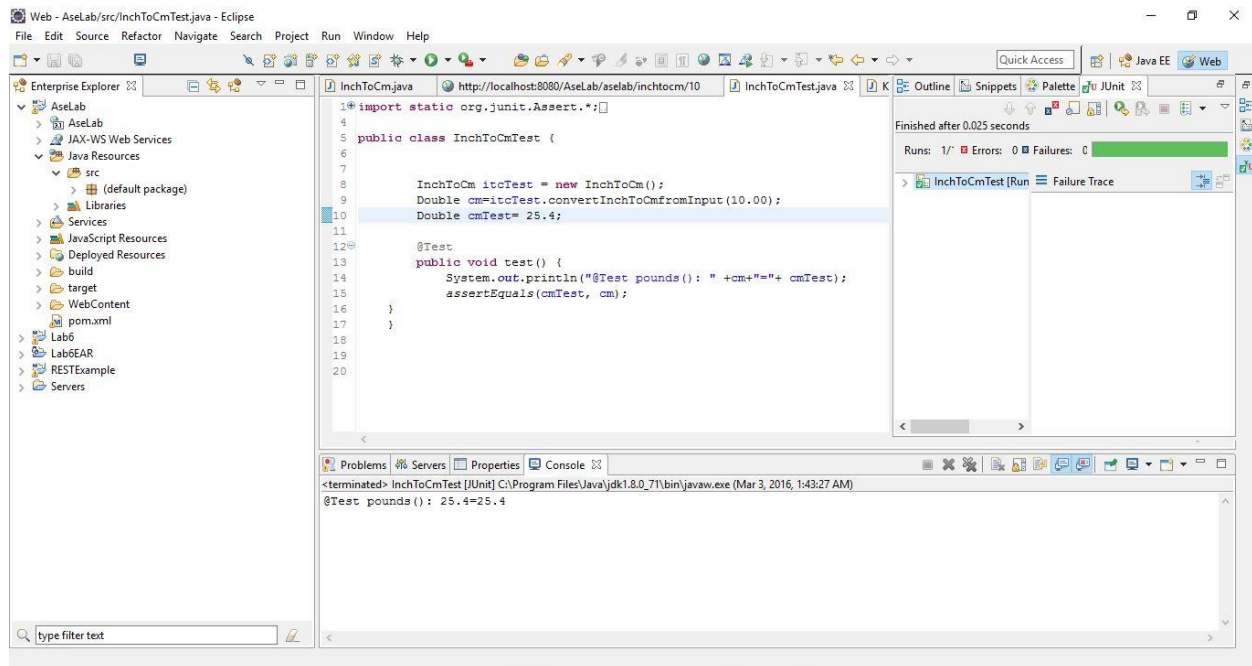 Web - AseLab/src/InchToCmTest.java - Eclipse
File Edit Source Refactor Navigate Search Project Run Window Help
Quick Access Java EE Web
Enterprise Explorer
AseLab
AseLab
JAX-WS Web Services
Java Resources
src
(default package)
Libraries
Services
JavaScript Resources
Deployed Resources
build
target
WebContent
pom.xml
Lab6
Lab6EAR
RESTExample
Servers
type filter text
InchToCm.java http://localhost:8080/AseLab/aselab/inchtocm/10 InchToCmTest.java K
1 import static org.junit.Assert.*;
4
5 public class InchToCmTest {
6
7
8 InchToCm itcTest = new InchToCm();
9 Double cm=itcTest.convertInchToCmfromInput(10.00);
10 Double cmTest= 25.4;
11
12 @Test
13 public void test() {
14 System.out.println("@Test pounds(): " +cm+"="+ cmTest);
15 assertEquals(cmTest, cm);
16 }
17 }
18
19
20
Outline Snippets Palette JUnit
Finished after 0.025 seconds
Runs: 1/ Errors: 0 Failures: 0
InchToCmTest [Run Failure Trace
Problems Servers Properties Console
<terminated> InchToCmTest [JUnit] C:\Program Files\Java\jdk1.8.0_71\bin\javaw.exe (Mar 3, 2016, 1:43:27 AM)
@Test pounds(): 25.4=25.4